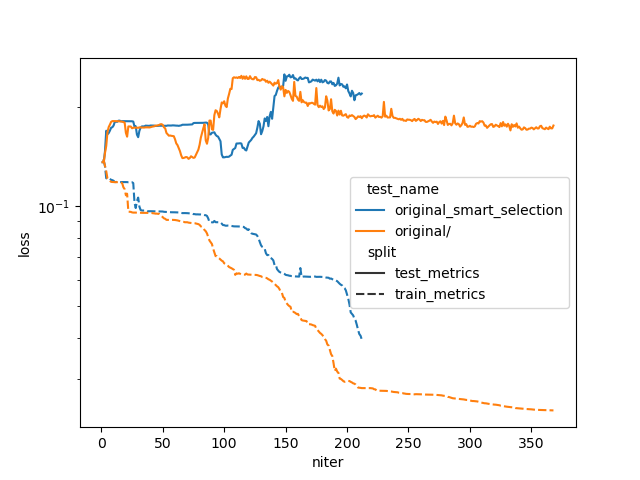 10⁻¹
loss
0 50 100 150 200 250 300 350
niter
test_name
original_smart_selection
original/
split
test_metrics
train_metrics